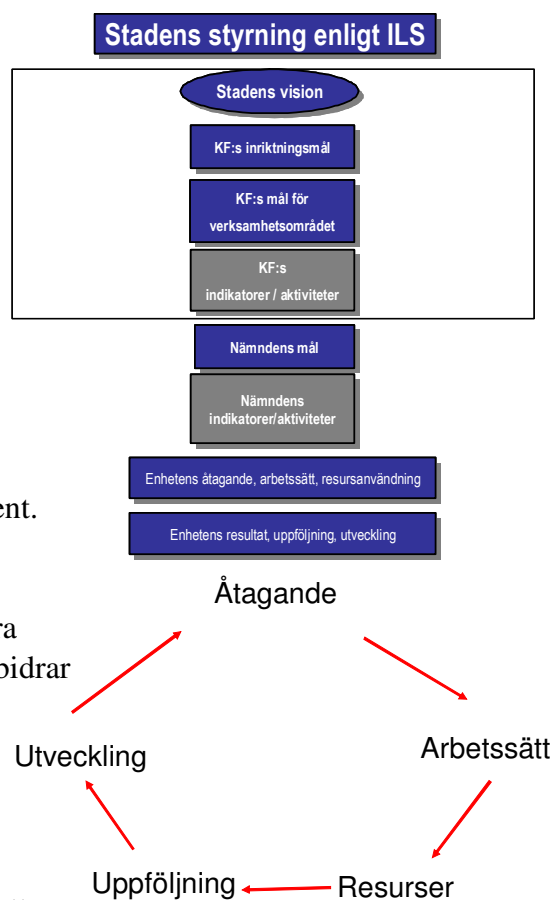 Stadens styrning enligt ILS
Stadens vision
KF:s inriktningsmål
KF:s mål för
verksamhetsområdet
KF:s
indikatorer / aktiviteter
Nämndens mål
Nämndens
indikatorer/aktiviteter
Enhetens åtagande, arbetssätt, resursanvändning
ent.
Enhetens resultat, uppföljning, utveckling
Åtagande
ra
bidrar
Arbetssätt
Utveckling
Uppföljning
Resurser